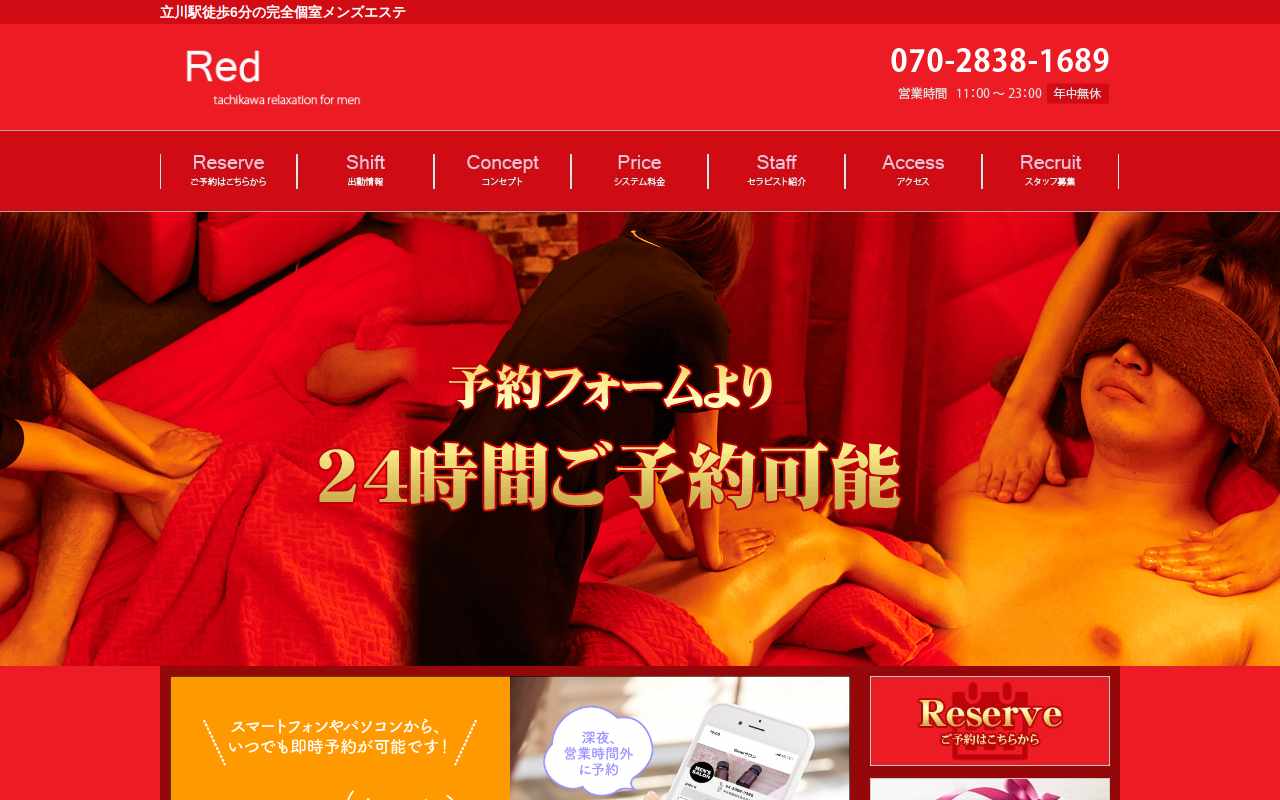 立川駅徒歩6分の完全個室メンズエステ
Red
tachikawa relaxation for men
070-2838-1689
営業時間 11:00 ～ 23:00 年中無休
Reserve
ご予約はこちらから
Shift
出勤情報
Concept
コンセプト
Price
システム料金
Staff
セラピスト紹介
Access
アクセス
Recruit
スタッフ募集
予約フォームより
24時間ご予約可能
スマートフォンやパソコンから、
いつでも即時予約が可能です！
深夜、
営業時間外
に予約
MEN'S
SALON
Reserve
ご予約はこちらから